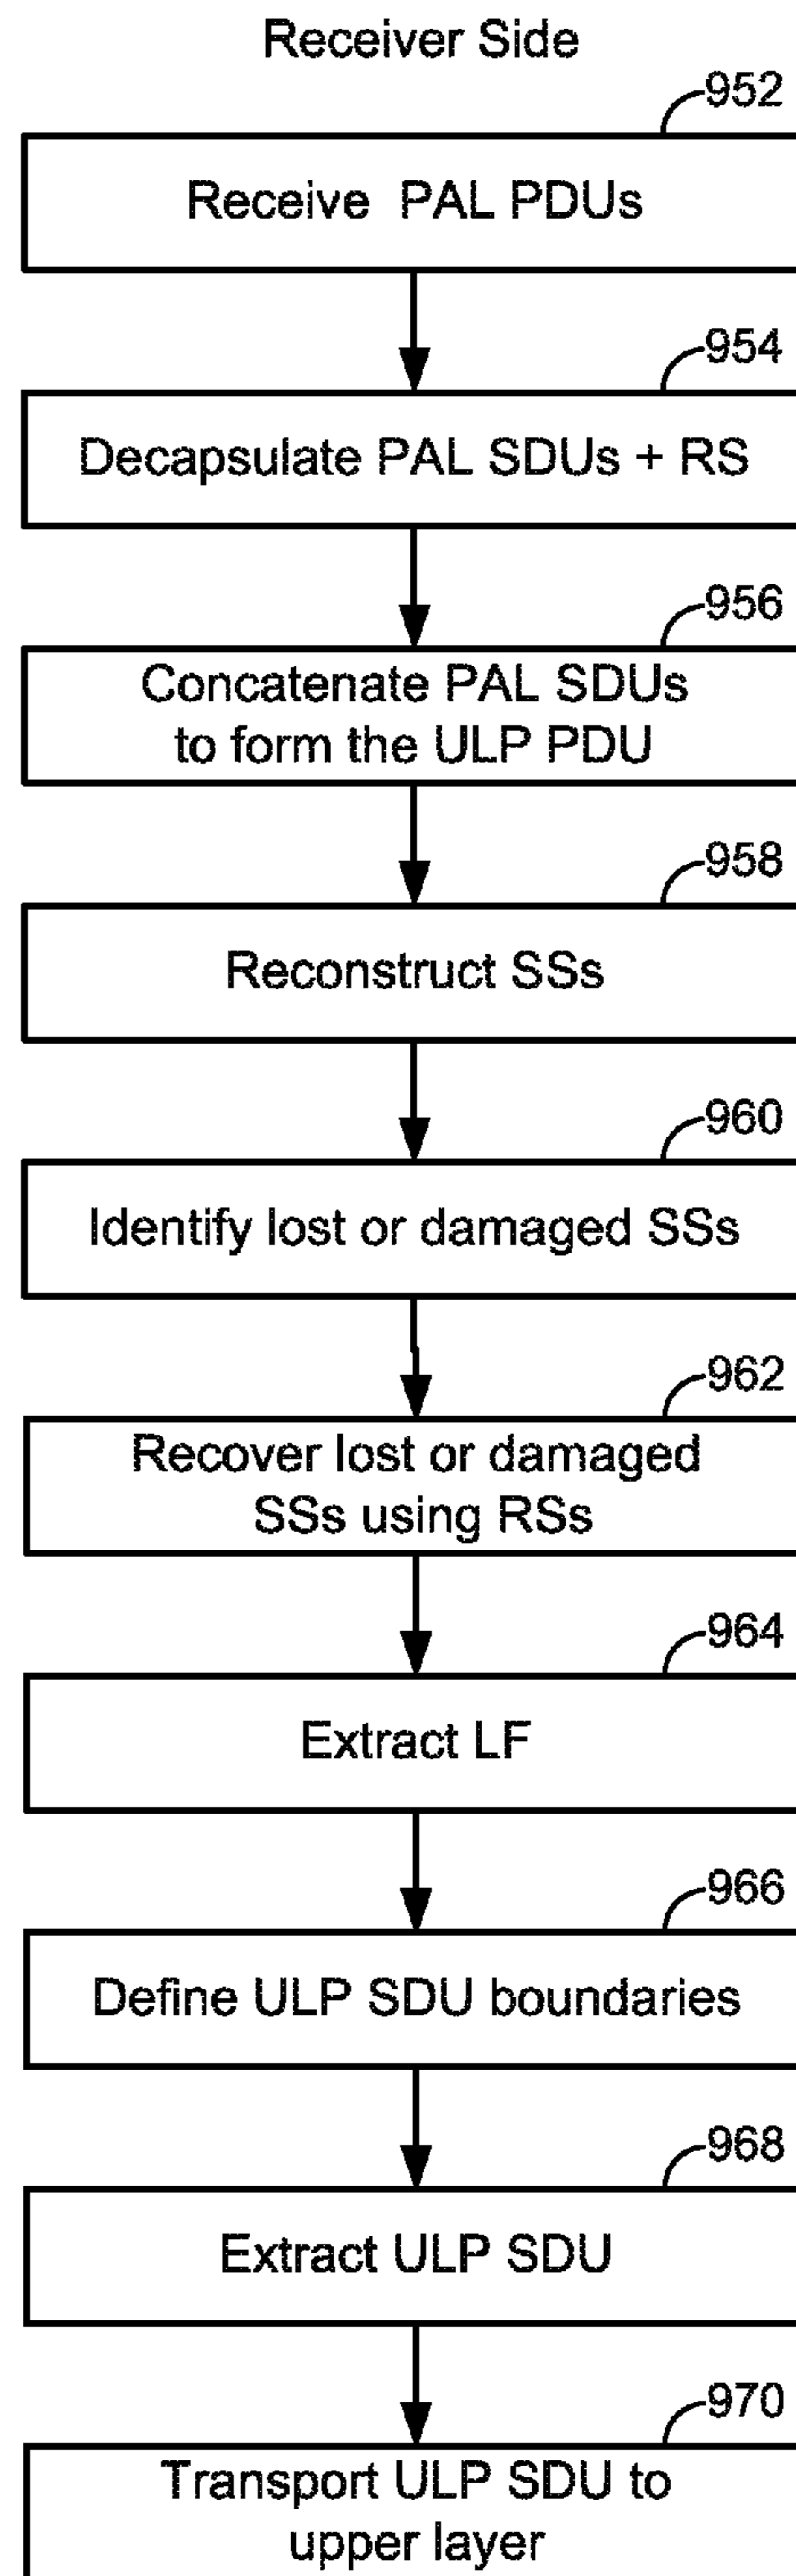 Receiver Side
952
Receive PAL PDUs
954
Decapsulate PAL SDUs + RS
956
Concatenate PAL SDUs
to form the ULP PDU
958
Reconstruct SSs
960
Identify lost or damaged SSs
962
Recover lost or damaged
SSs using RSs
964
Extract LF
966
Define ULP SDU boundaries
968
Extract ULP SDU
970
Transport ULP SDU to
upper layer